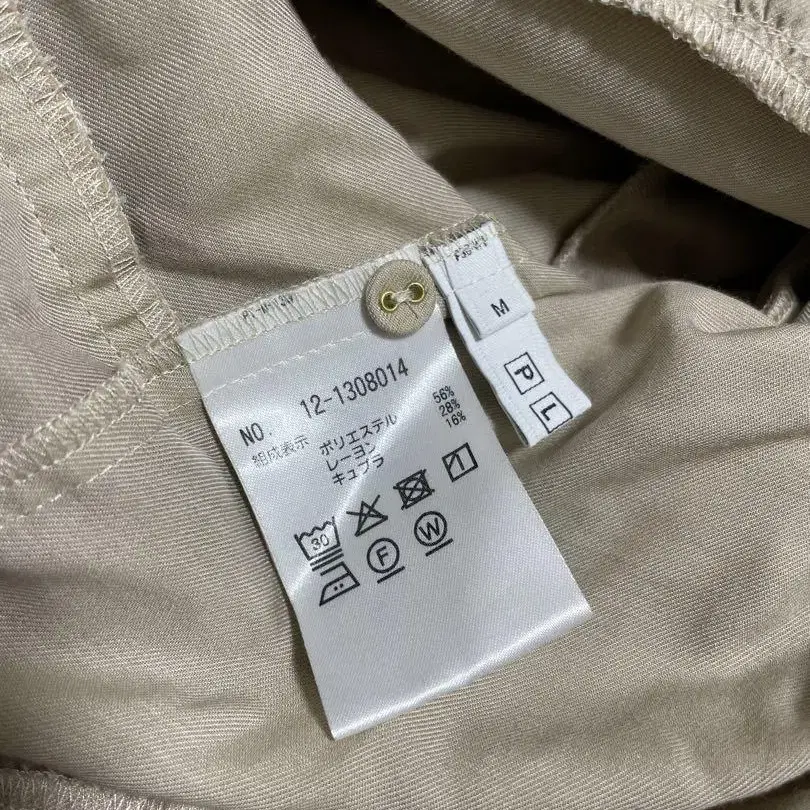 NO. 12-1308014
組成表示 ポリエステル 56%
レーヨン 28%
キュプラ 16%
30
F W
M
P L